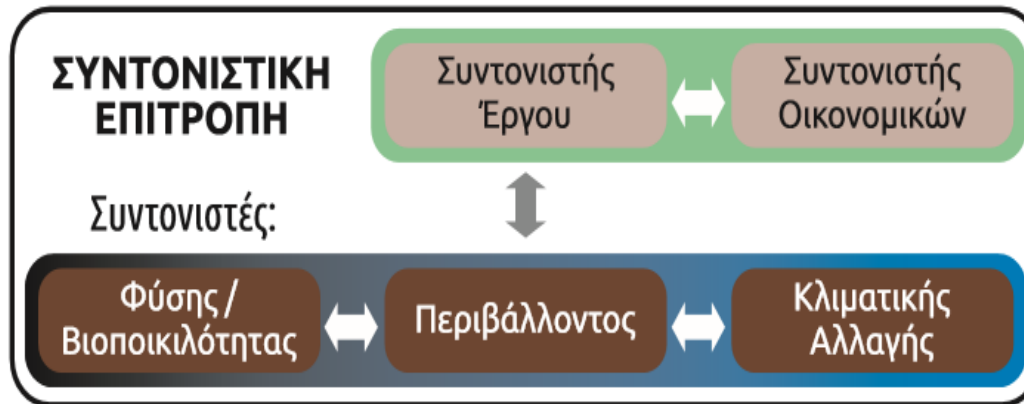 ΣΥΝΤΟΝΙΣΤΙΚΗ
ΕΠΙΤΡΟΠΗ
Συντονιστής
Έργου
Συντονιστής
Οικονομικών
Συντονιστές:
Φύσης /
Βιοποικιλότητας
Περιβάλλοντος
Κλιματικής
Αλλαγής